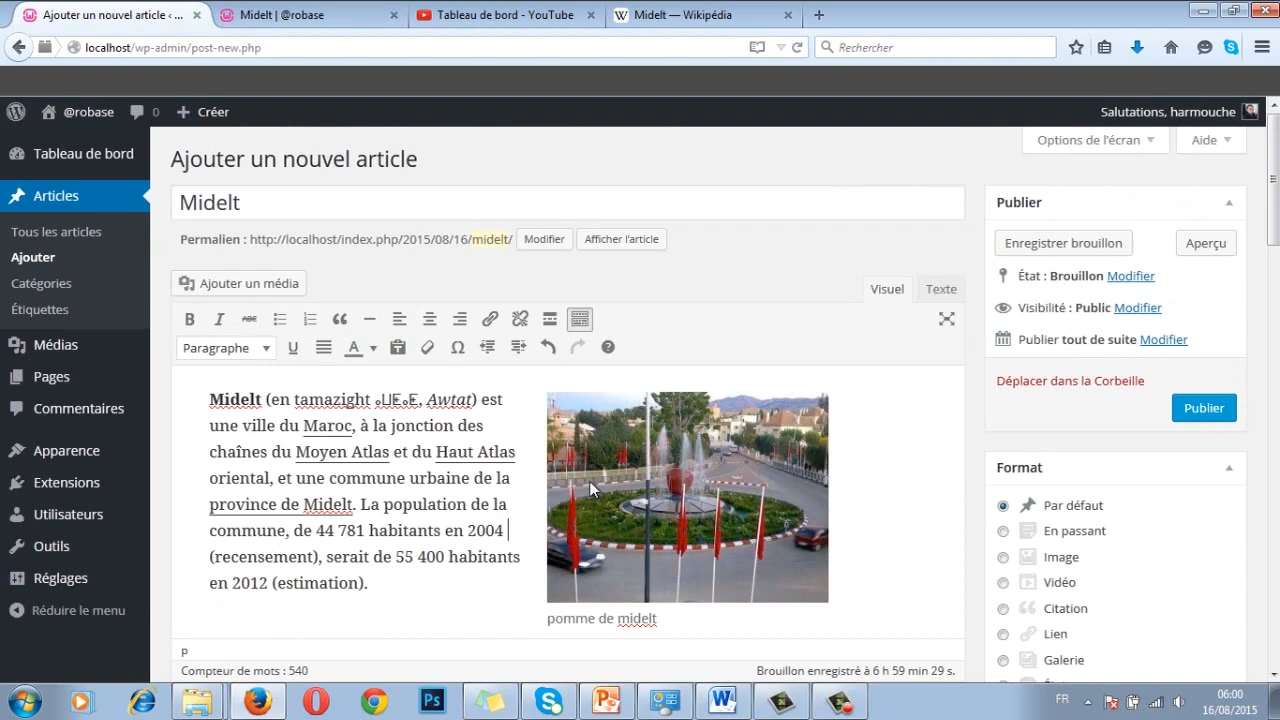 Ajouter un nouvel article ‹ ...
Midelt | @robase
Tableau de bord - YouTube
Midelt — Wikipédia
localhost/wp-admin/post-new.php
Rechercher
@robase
0
Créer
Salutations, harmouche
Options de l'écran
Aide
Tableau de bord
Articles
Tous les articles
Ajouter
Catégories
Étiquettes
Médias
Pages
Commentaires
Apparence
Extensions
Utilisateurs
Outils
Réglages
Réduire le menu
Ajouter un nouvel article
Midelt
Permalien : http://localhost/index.php/2015/08/16/midelt/ Modifier Afficher l'article
Ajouter un média
Visuel
Texte
B I ABC
Paragraphe U A Ω
Midelt (en tamazight ⴰⵡⵟⴰⵟ, Awtat) est
une ville du Maroc, à la jonction des
chaînes du Moyen Atlas et du Haut Atlas
oriental, et une commune urbaine de la
province de Midelt. La population de la
commune, de 44 781 habitants en 2004
(recensement), serait de 55 400 habitants
en 2012 (estimation).
pomme de midelt
p
Compteur de mots : 540
Brouillon enregistré à 6 h 59 min 29 s.
Publier
Enregistrer brouillon
Aperçu
État : Brouillon Modifier
Visibilité : Public Modifier
Publier tout de suite Modifier
Déplacer dans la Corbeille
Publier
Format
Par défaut
En passant
Image
Vidéo
Citation
Lien
Galerie
FR
06:00
16/08/2015